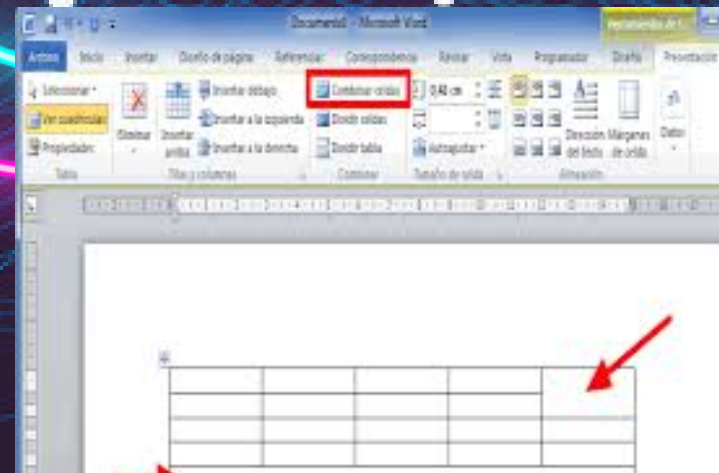 Documento2 - Microsoft Word
Archivo Inicio Insertar Diseño de página Referencias Correspondencia Revisar Vista Programador Diseño Presentación
Seleccionar
Ver cuadrículas
Propiedades
Tabla
Eliminar
Insertar arriba
Insertar debajo
Insertar a la izquierda
Insertar a la derecha
Filas y columnas
Combinar celdas
Dividir celdas
Dividir tabla
Combinar
Autoajustar
Tamaño de celda
Dirección del texto
Márgenes de celda
Alineación
Datos